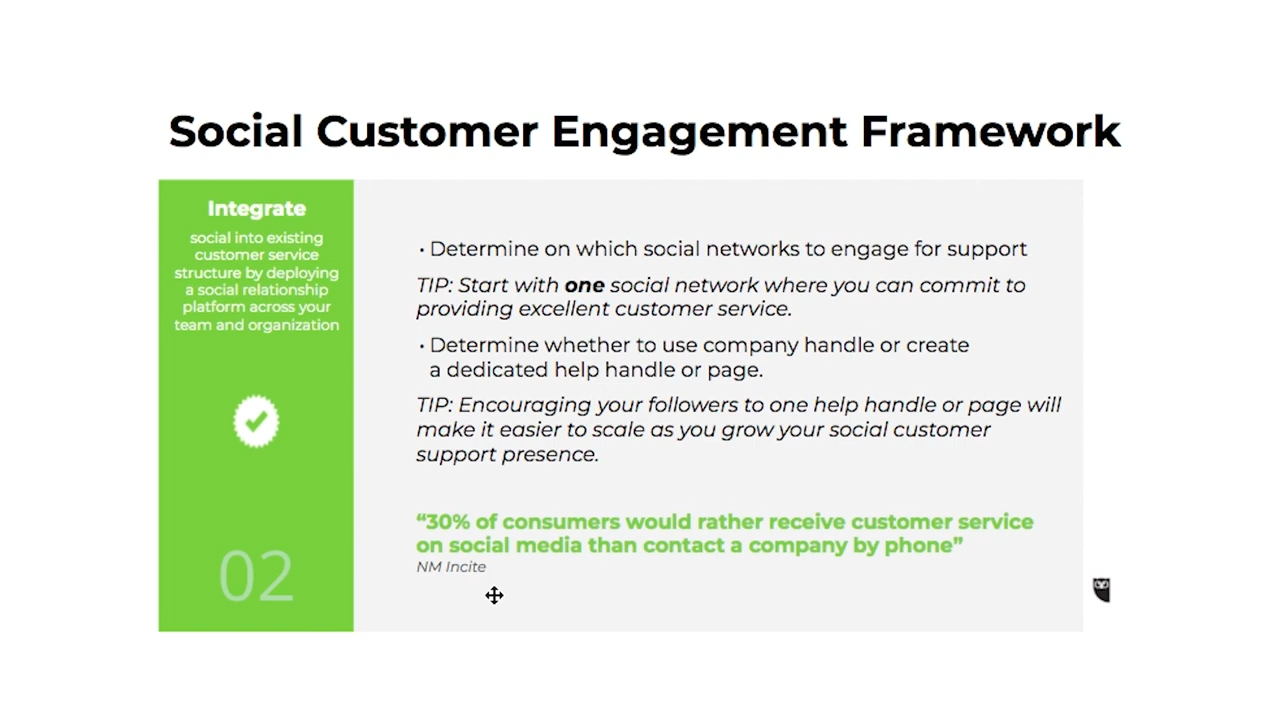 Social Customer Engagement Framework
Integrate
social into existing
customer service
structure by deploying
a social relationship
platform across your
team and organization
02
• Determine on which social networks to engage for support
TIP: Start with one social network where you can commit to
providing excellent customer service.
• Determine whether to use company handle or create
a dedicated help handle or page.
TIP: Encouraging your followers to one help handle or page will
make it easier to scale as you grow your social customer
support presence.
“30% of consumers would rather receive customer service
on social media than contact a company by phone”
NM Incite